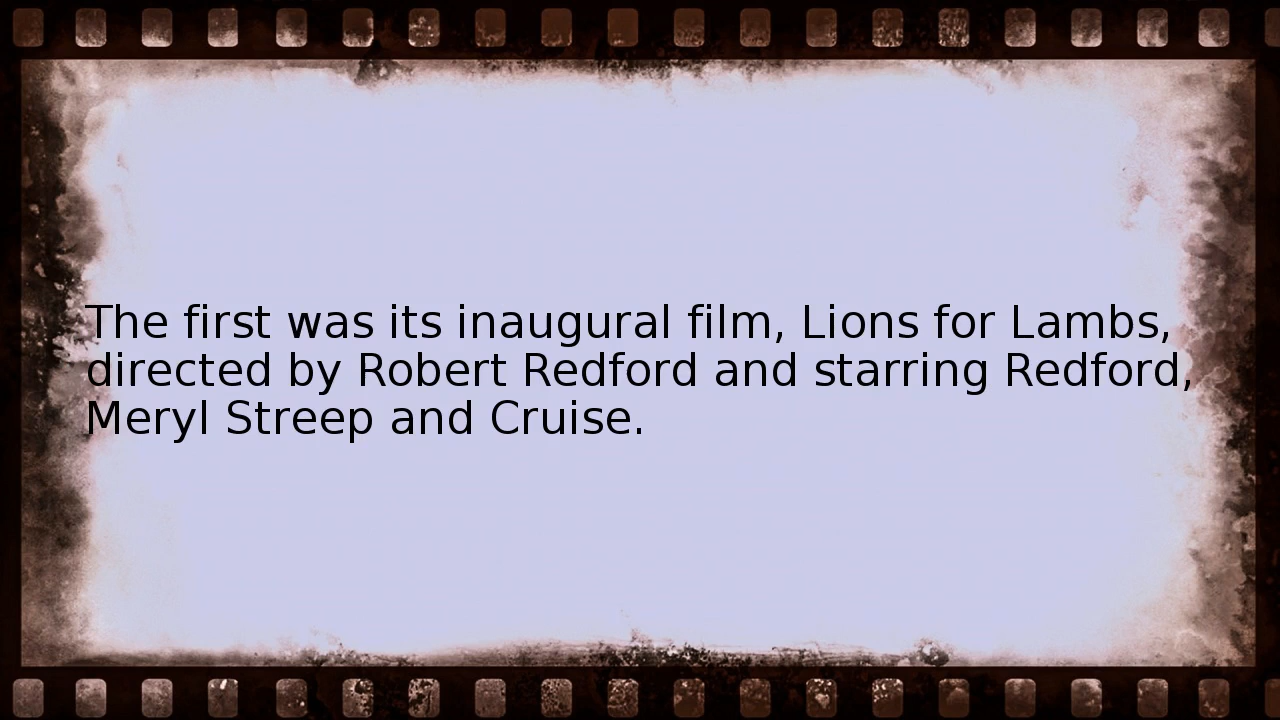 The first was its inaugural film, Lions for Lambs,
directed by Robert Redford and starring Redford,
Meryl Streep and Cruise.